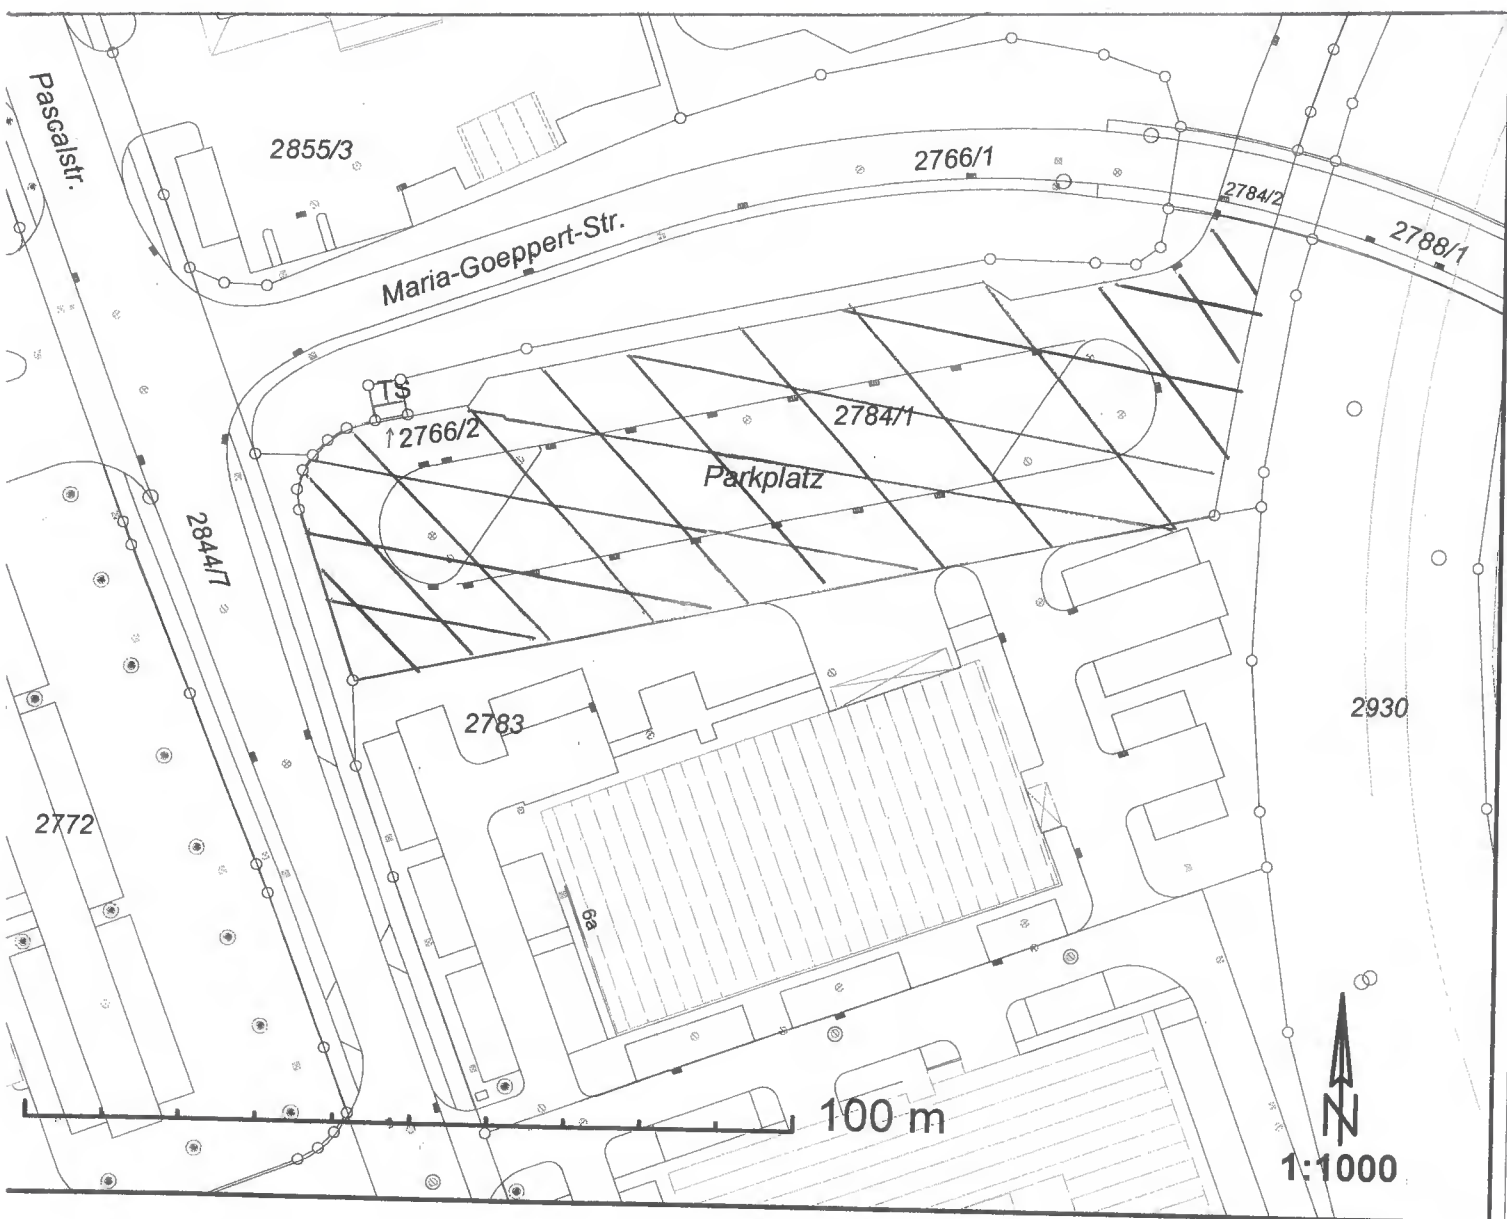 Pascalstr.
2855/3
2766/1
2784/2
2788/1
Maria-Goeppert-Str.
TS
↑2766/2
2784/1
Parkplatz
2844/7
2783
2930
2772
6a
100 m
N
1:1000